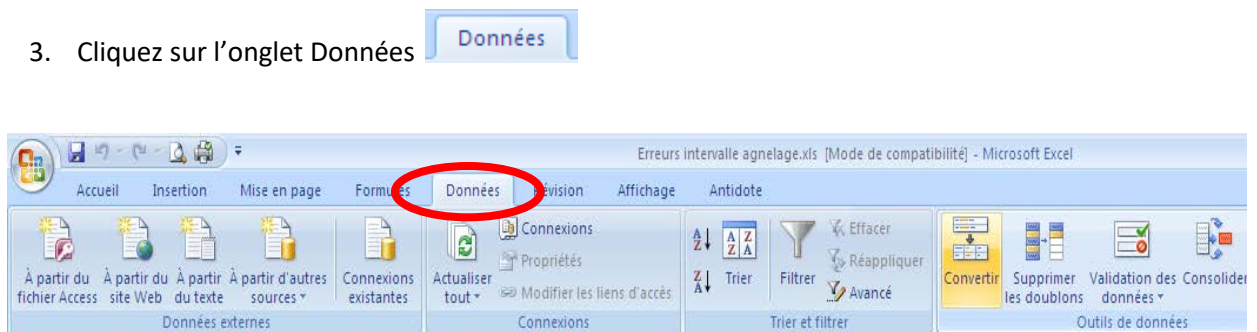 3. Cliquez sur l'onglet Données Données
Erreurs intervalle agnelage.xls [Mode de compatibilité] - Microsoft Excel
Accueil Insertion Mise en page Formules Données Révision Affichage Antidote
À partir du fichier Access
À partir du site Web
À partir du texte
À partir d'autres sources
Connexions existantes
Données externes
Actualiser tout
Connexions
Propriétés
Modifier les liens d'accès
Connexions
A Z
Z A
A Z
Z A
Trier
Filtrer
Effacer
Réappliquer
Avancé
Trier et filtrer
Convertir
Supprimer les doublons
Validation des données
Consolider
Outils de données